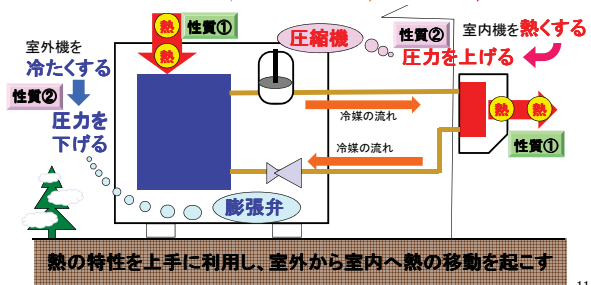 熱
性質①
室外機を
冷たくする
性質②
圧力を
下げる
圧縮機
性質②
室内機を熱くする
圧力を上げる
冷媒の流れ
冷媒の流れ
熱 熱
性質①
膨張弁
熱の特性を上手に利用し、室外から室内へ熱の移動を起こす
11